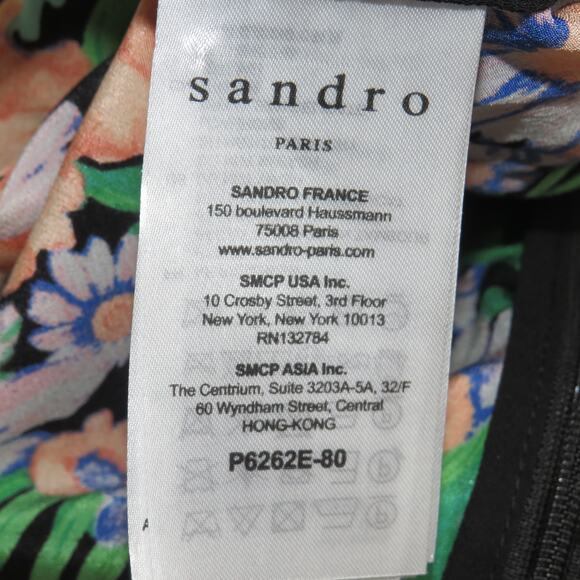 sandro
PARIS
SANDRO FRANCE
150 boulevard Haussmann
75008 Paris
www.sandro-paris.com
SMCP USA Inc.
10 Crosby Street, 3rd Floor
New York, New York 10013
RN132784
SMCP ASIA Inc.
The Centrium, Suite 3203A-5A, 32/F
60 Wyndham Street, Central
HONG-KONG
P6262E-80